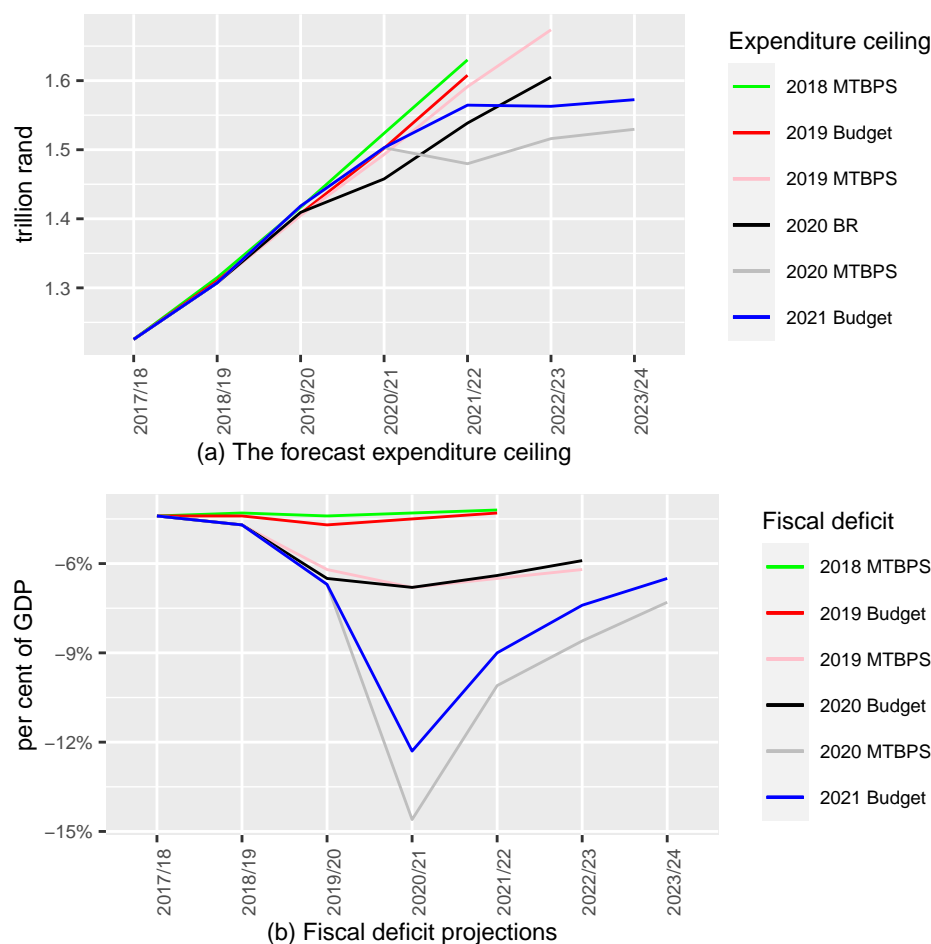 Expenditure ceiling
2018 MTBPS
2019 Budget
2019 MTBPS
2020 BR
2020 MTBPS
2021 Budget
trillion rand
1.6
1.5
1.4
1.3
2017/18
2018/19
2019/20
2020/21
2021/22
2022/23
2023/24
(a) The forecast expenditure ceiling
Fiscal deficit
2018 MTBPS
2019 Budget
2019 MTBPS
2020 Budget
2020 MTBPS
2021 Budget
per cent of GDP
−6%
−9%
−12%
−15%
2017/18
2018/19
2019/20
2020/21
2021/22
2022/23
2023/24
(b) Fiscal deficit projections